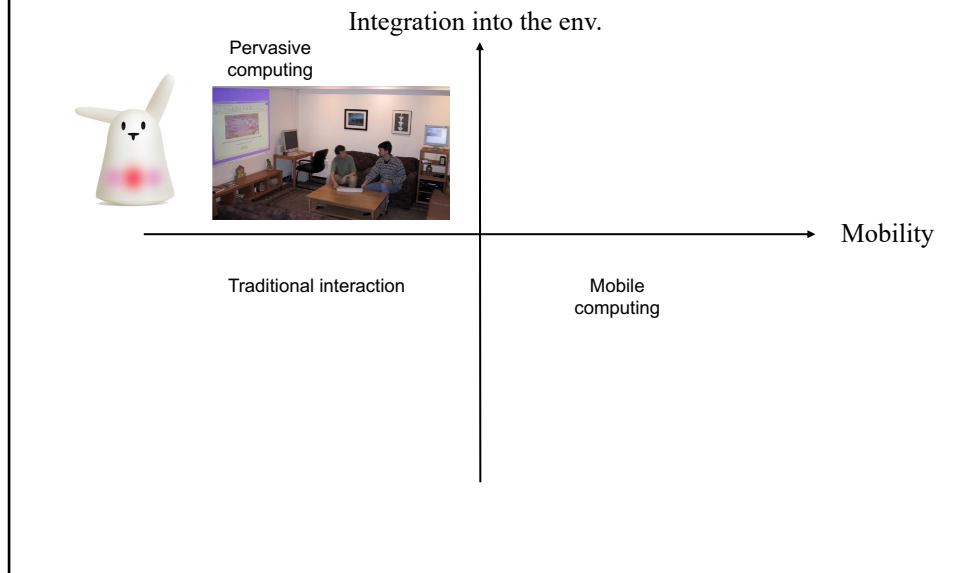 Integration into the env.
Pervasive
computing
Mobility
Traditional interaction
Mobile
computing